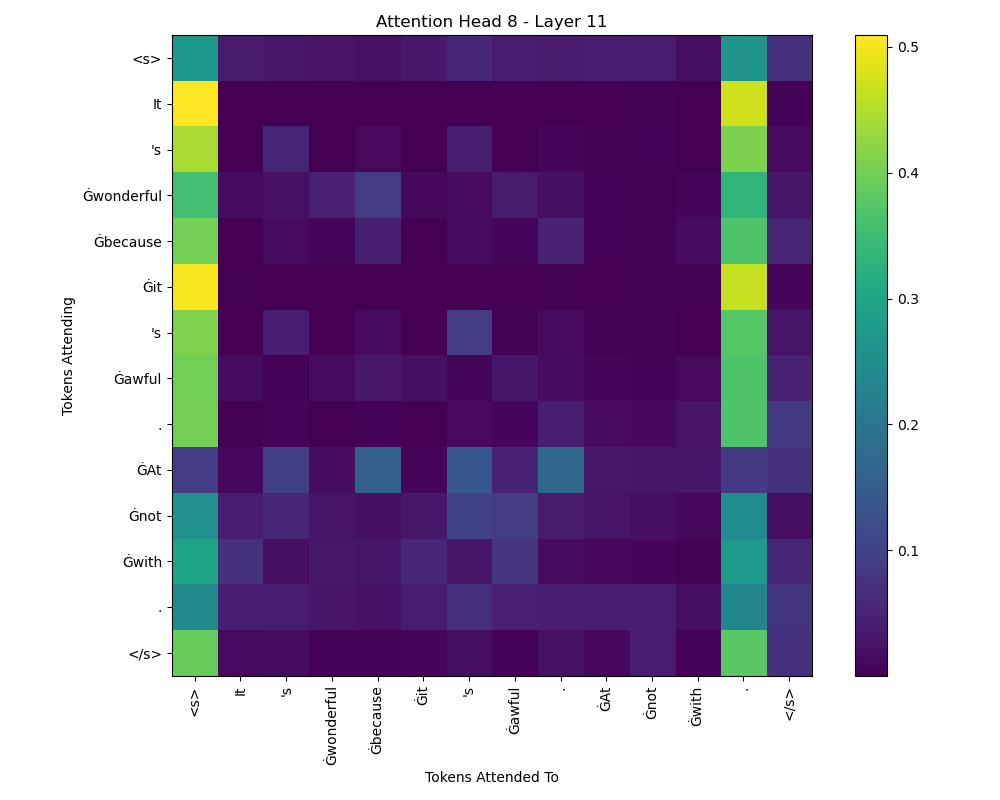 Attention Head 8 - Layer 11
<s>
It
's
Ġwonderful
Ġbecause
Ġit
's
Ġawful
.
ĠAt
Ġnot
Ġwith
.
</s>
Tokens Attending
<s>
It
's
Ġwonderful
Ġbecause
Ġit
's
Ġawful
.
ĠAt
Ġnot
Ġwith
.
</s>
Tokens Attended To
0.5
0.4
0.3
0.2
0.1